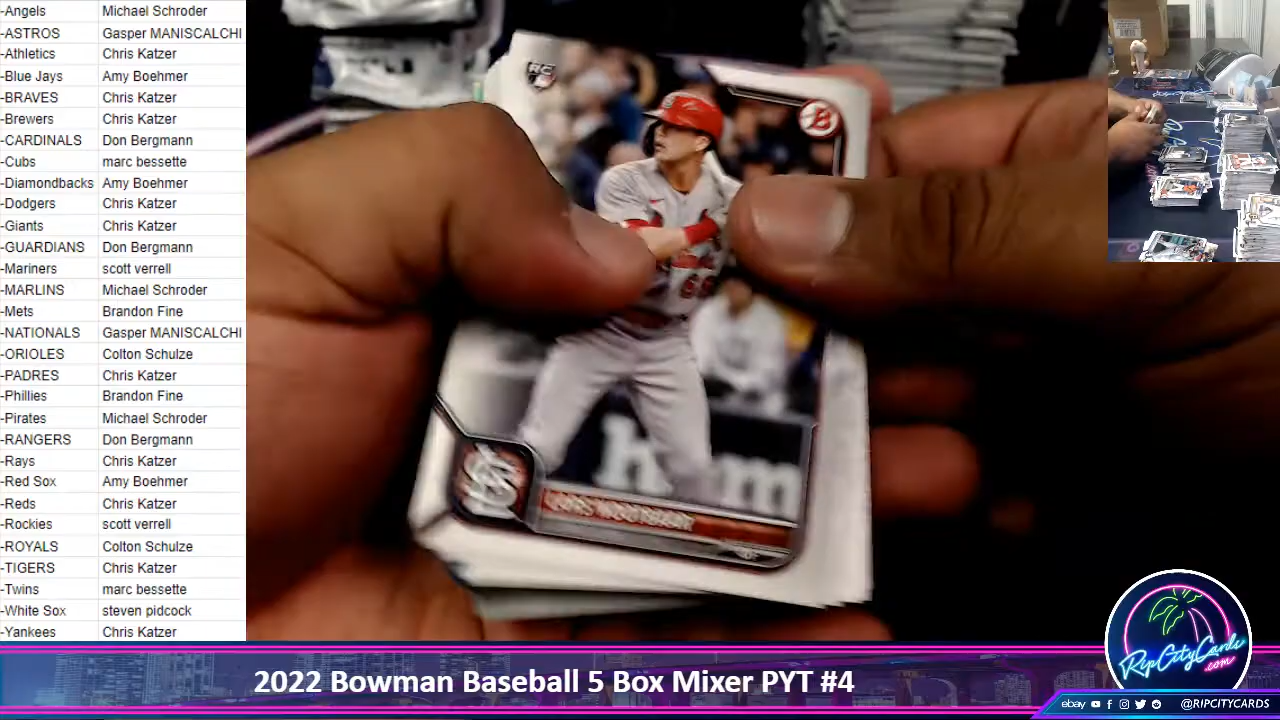 -Angels Michael Schroder
-ASTROS Gasper MANISCALCHI
-Athletics Chris Katzer
-Blue Jays Amy Boehmer
-BRAVES Chris Katzer
-Brewers Chris Katzer
-CARDINALS Don Bergmann
-Cubs marc bessette
-Diamondbacks Amy Boehmer
-Dodgers Chris Katzer
-Giants Chris Katzer
-GUARDIANS Don Bergmann
-Mariners scott verrell
-MARLINS Michael Schroder
-Mets Brandon Fine
-NATIONALS Gasper MANISCALCHI
-ORIOLES Colton Schulze
-PADRES Chris Katzer
-Phillies Brandon Fine
-Pirates Michael Schroder
-RANGERS Don Bergmann
-Rays Chris Katzer
-Red Sox Amy Boehmer
-Reds Chris Katzer
-Rockies scott verrell
-ROYALS Colton Schulze
-TIGERS Chris Katzer
-Twins marc bessette
-White Sox steven pidcock
-Yankees Chris Katzer
RC
B
RipCityCards
.com
2022 Bowman Baseball 5 Box Mixer PYT #4
ebay @RIPCITYCARDS